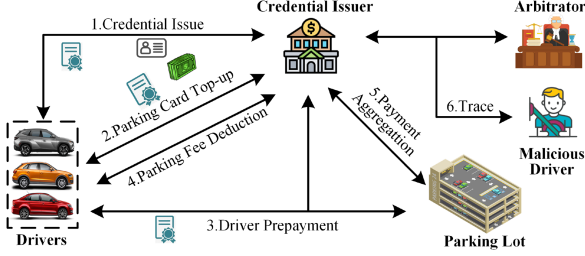 Credential Issuer
Arbitrator
1.Credential Issue
2.Parking Card Top-up
4.Parking Fee Deduction
5.Payment
Aggregattion
6.Trace
Malicious
Driver
3.Driver Prepayment
Drivers
Parking Lot